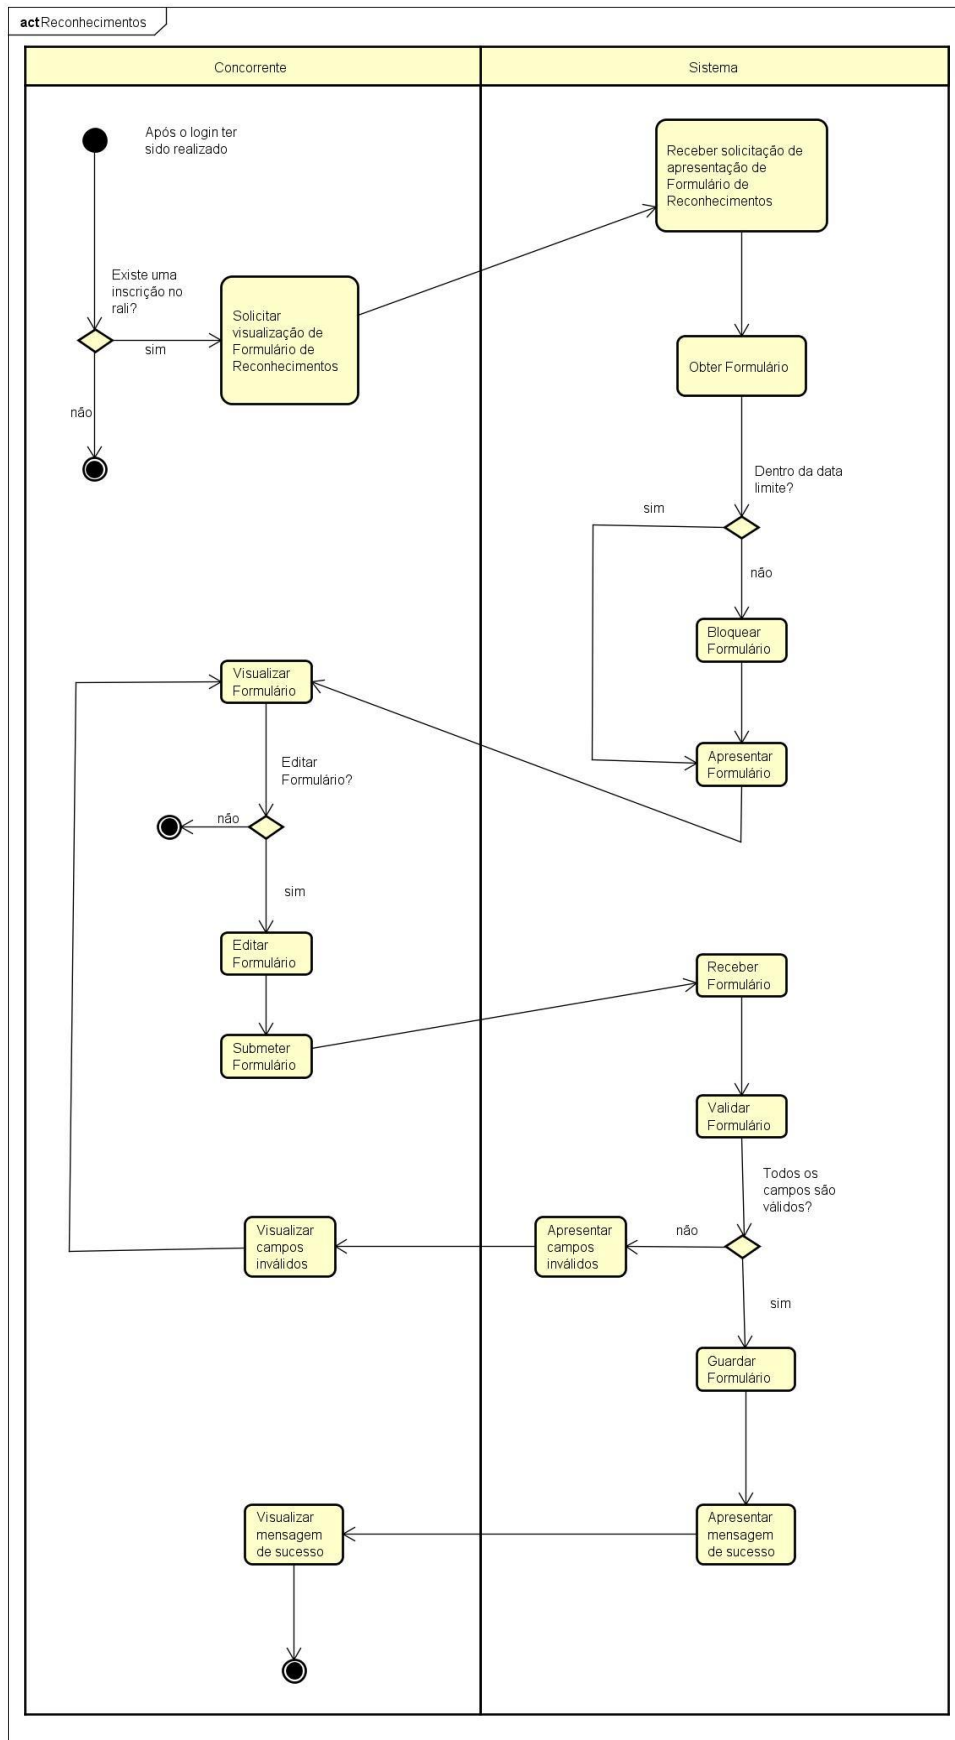 act Reconhecimentos
Concorrente
Sistema
Após o login ter
sido realizado
Receber solicitação de
apresentação de
Formulário de
Reconhecimentos
Existe uma
inscrição no
rali?
sim
Solicitar
visualização de
Formulário de
Reconhecimentos
não
Obter Formulário
Dentro da data
limite?
sim
não
Bloquear
Formulário
Apresentar
Formulário
Visualizar
Formulário
Editar
Formulário?
não
sim
Editar
Formulário
Submeter
Formulário
Receber
Formulário
Validar
Formulário
Todos os
campos são
válidos?
não
Apresentar
campos
inválidos
Visualizar
campos
inválidos
sim
Guardar
Formulário
Apresentar
mensagem
de sucesso
Visualizar
mensagem
de sucesso